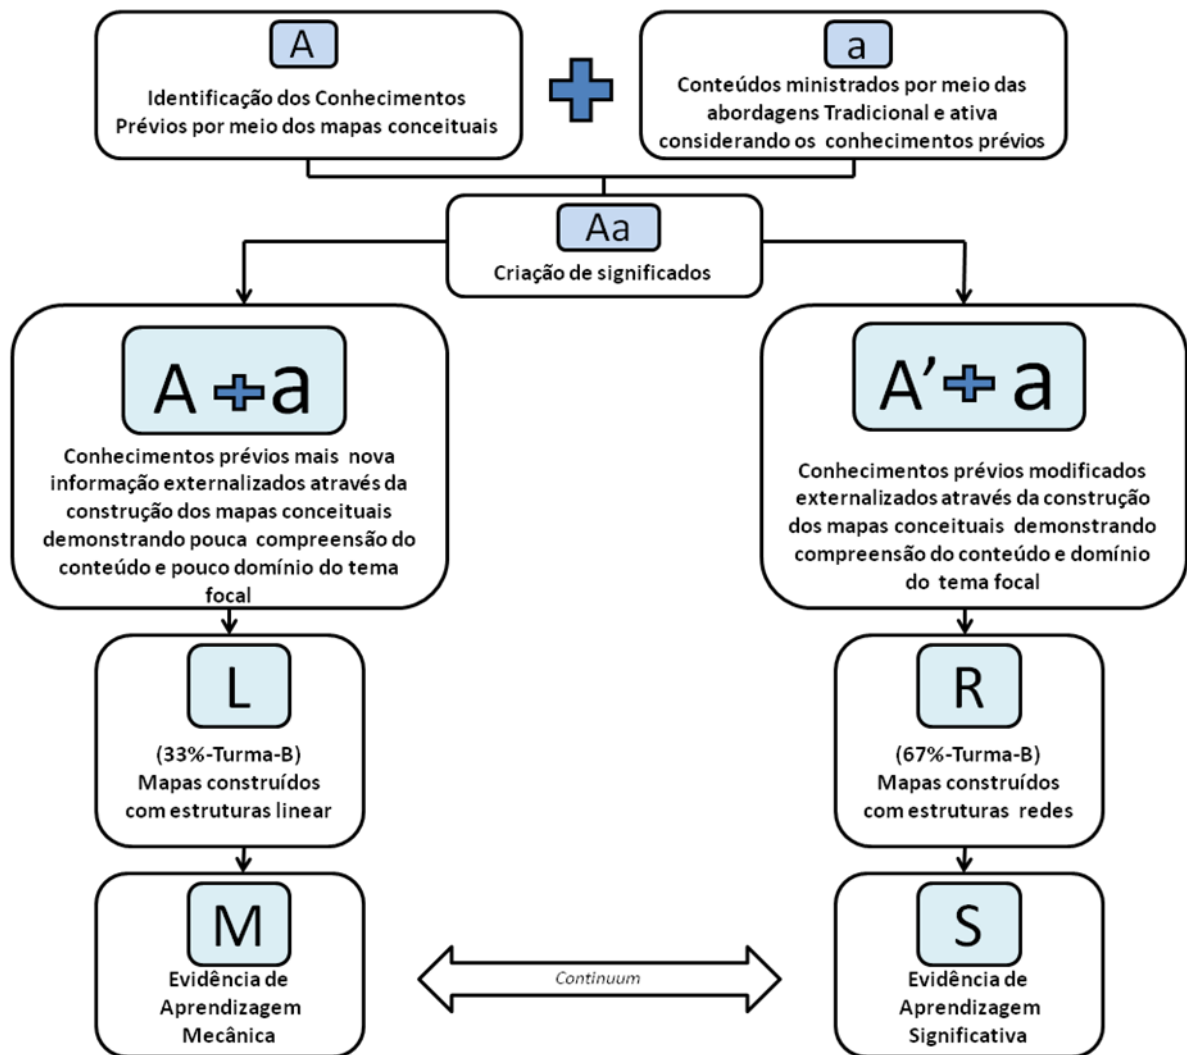 A
Identificação dos Conhecimentos
Prévios por meio dos mapas conceituais
a
Conteúdos ministrados por meio das
abordagens Tradicional e ativa
considerando os conhecimentos prévios
Aa
Criação de significados
A + a
Conhecimentos prévios mais nova
informação externalizados através da
construção dos mapas conceituais
demonstrando pouca compreensão do
conteúdo e pouco domínio do tema
focal
A’ + a
Conhecimentos prévios modificados
externalizados através da construção
dos mapas conceituais demonstrando
compreensão do conteúdo e domínio
do tema focal
L
(33%-Turma-B)
Mapas construídos
com estruturas linear
R
(67%-Turma-B)
Mapas construídos
com estruturas redes
M
Evidência de
Aprendizagem
Mecânica
Continuum
S
Evidência de
Aprendizagem
Significativa